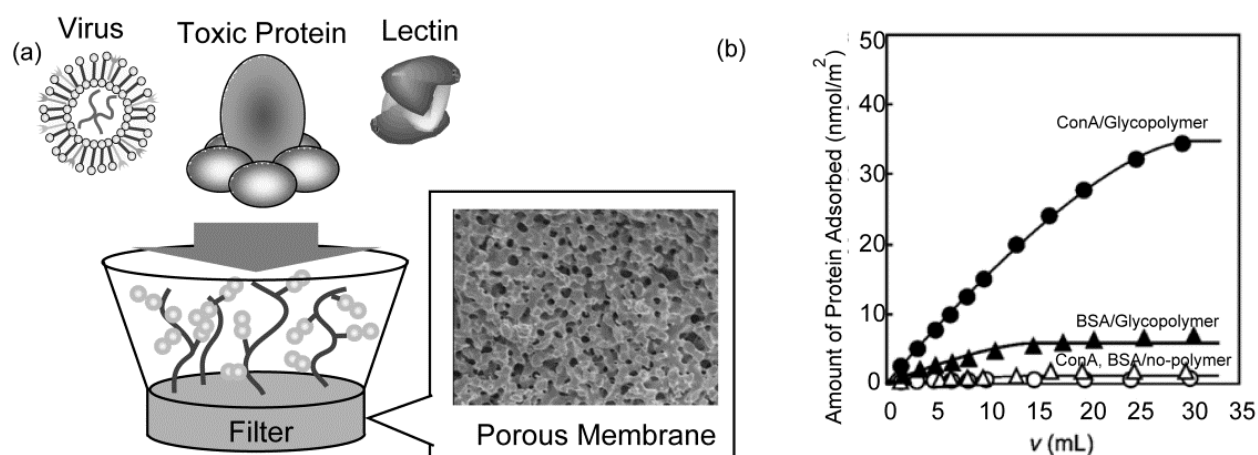 (a)
Virus
Toxic Protein
Lectin
Filter
Porous Membrane
(b)
Amount of Protein Adsorbed (nmol/m²)
50
40
30
20
10
0
ConA/Glycopolymer
BSA/Glycopolymer
ConA, BSA/no-polymer
0 5 10 15 20 25 30 35
v (mL)